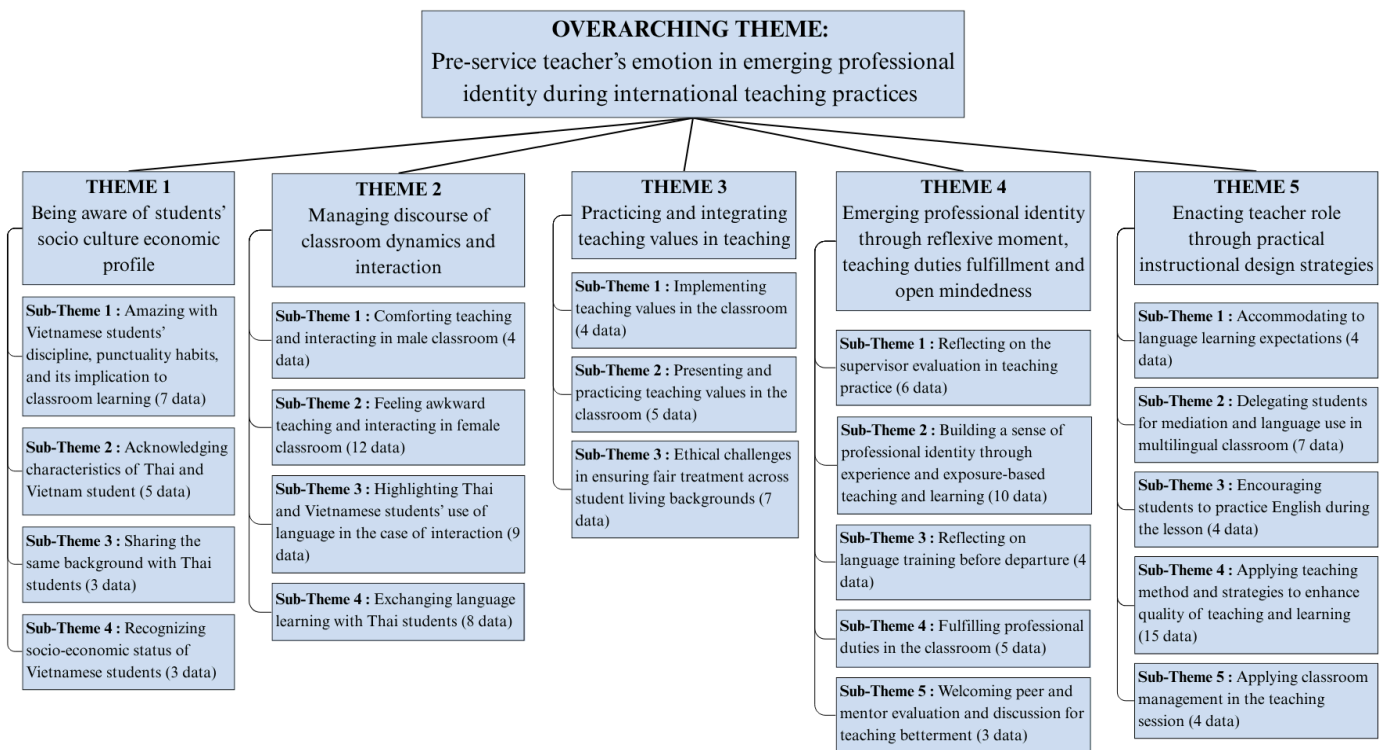 OVERARCHING THEME:
Pre-service teacher’s emotion in emerging professional
identity during international teaching practices
THEME 1
Being aware of students’
socio culture economic
profile
Sub-Theme 1 : Amazing with
Vietnamese students’
discipline, punctuality habits,
and its implication to
classroom learning (7 data)
Sub-Theme 2 : Acknowledging
characteristics of Thai and
Vietnam student (5 data)
Sub-Theme 3 : Sharing the
same background with Thai
students (3 data)
Sub-Theme 4 : Recognizing
socio-economic status of
Vietnamese students (3 data)
THEME 2
Managing discourse of
classroom dynamics and
interaction
Sub-Theme 1 : Comforting teaching
and interacting in male classroom (4
data)
Sub-Theme 2 : Feeling awkward
teaching and interacting in female
classroom (12 data)
Sub-Theme 3 : Highlighting Thai
and Vietnamese students’ use of
language in the case of interaction (9
data)
Sub-Theme 4 : Exchanging language
learning with Thai students (8 data)
THEME 3
Practicing and integrating
teaching values in teaching
Sub-Theme 1 : Implementing
teaching values in the classroom
(4 data)
Sub-Theme 2 : Presenting and
practicing teaching values in the
classroom (5 data)
Sub-Theme 3 : Ethical challenges
in ensuring fair treatment across
student living backgrounds (7
data)
THEME 4
Emerging professional identity
through reflexive moment,
teaching duties fulfillment and
open mindedness
Sub-Theme 1 : Reflecting on the
supervisor evaluation in teaching
practice (6 data)
Sub-Theme 2 : Building a sense of
professional identity through
experience and exposure-based
teaching and learning (10 data)
Sub-Theme 3 : Reflecting on
language training before departure (4
data)
Sub-Theme 4 : Fulfilling professional
duties in the classroom (5 data)
Sub-Theme 5 : Welcoming peer and
mentor evaluation and discussion for
teaching betterment (3 data)
THEME 5
Enacting teacher role
through practical
instructional design strategies
Sub-Theme 1 : Accommodating to
language learning expectations (4
data)
Sub-Theme 2 : Delegating students
for mediation and language use in
multilingual classroom (7 data)
Sub-Theme 3 : Encouraging
students to practice English during
the lesson (4 data)
Sub-Theme 4 : Applying teaching
method and strategies to enhance
quality of teaching and learning
(15 data)
Sub-Theme 5 : Applying classroom
management in the teaching
session (4 data)